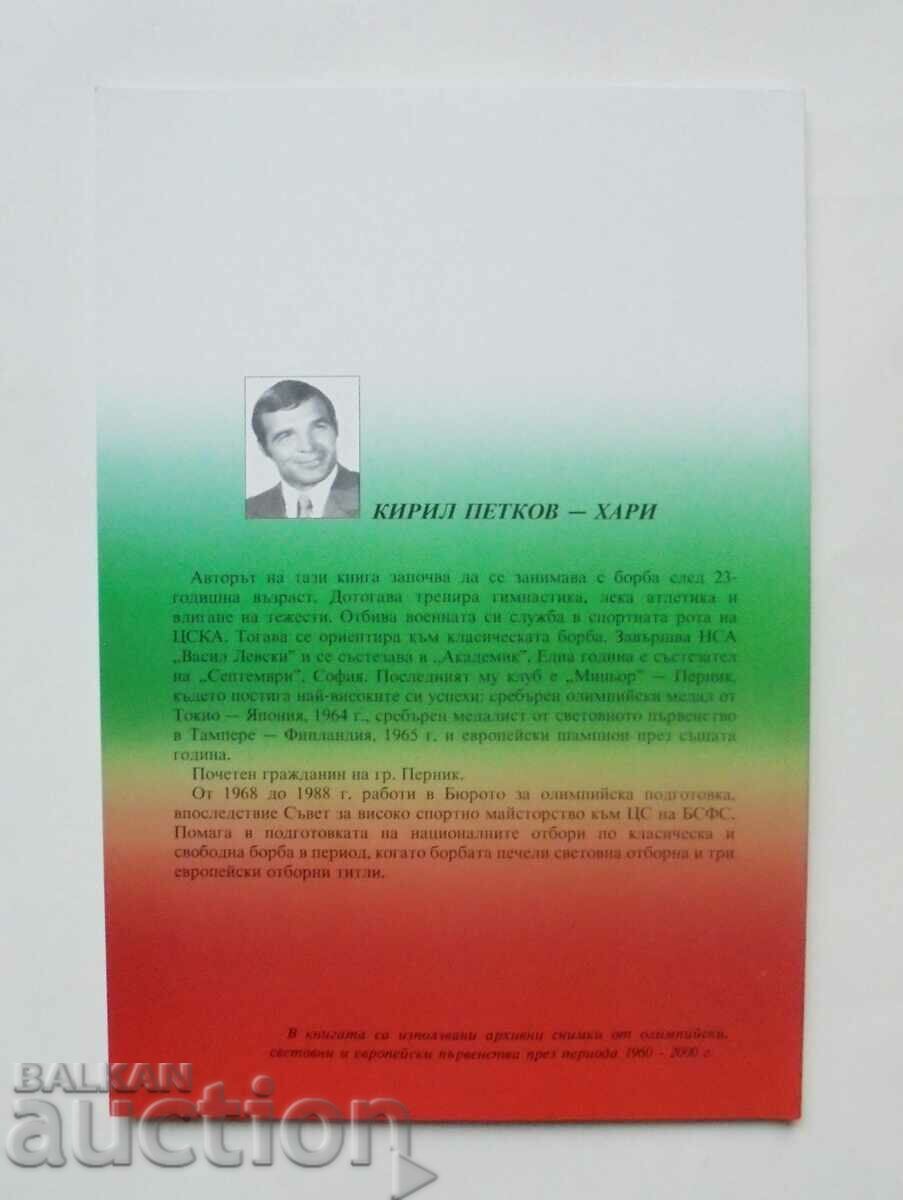 КИРИЛ ПЕТКОВ — ХАРИ
Авторът на тази книга започва да се занимава с борба след 23-
годишна възраст. Дотогава тренира гимнастика, лека атлетика и
вдигане на тежести. Отбива военната си служба в спортната рота на
ЦСКА. Тогава се ориентира към класическата борба. Завършва НСА
„Васил Левски" и се състезава в „Академик". Една година е състезател
на „Септември", София. Последният му клуб е „Миньор" — Перник,
където постига най-високите си успехи: сребърен олимпийски медал от
Токио — Япония, 1964 г., сребърен медалист от световното първенство
в Тампере — Финландия, 1965 г. и европейски шампион през същата
година.
Почетен гражданин на гр. Перник.
От 1968 до 1988 г. работи в Бюрото за олимпийска подготовка,
впоследствие Съвет за високо спортно майсторство към ЦС на БСФС.
Помага в подготовката на националните отбори по класическа и
свободна борба в период, когато борбата печели световна отборна и три
европейски отборни титли.
В книгата са използвани архивни снимки от олимпийски,
световни и европейски първенства през периода 1960 - 2000 г.
BALKAN
auction